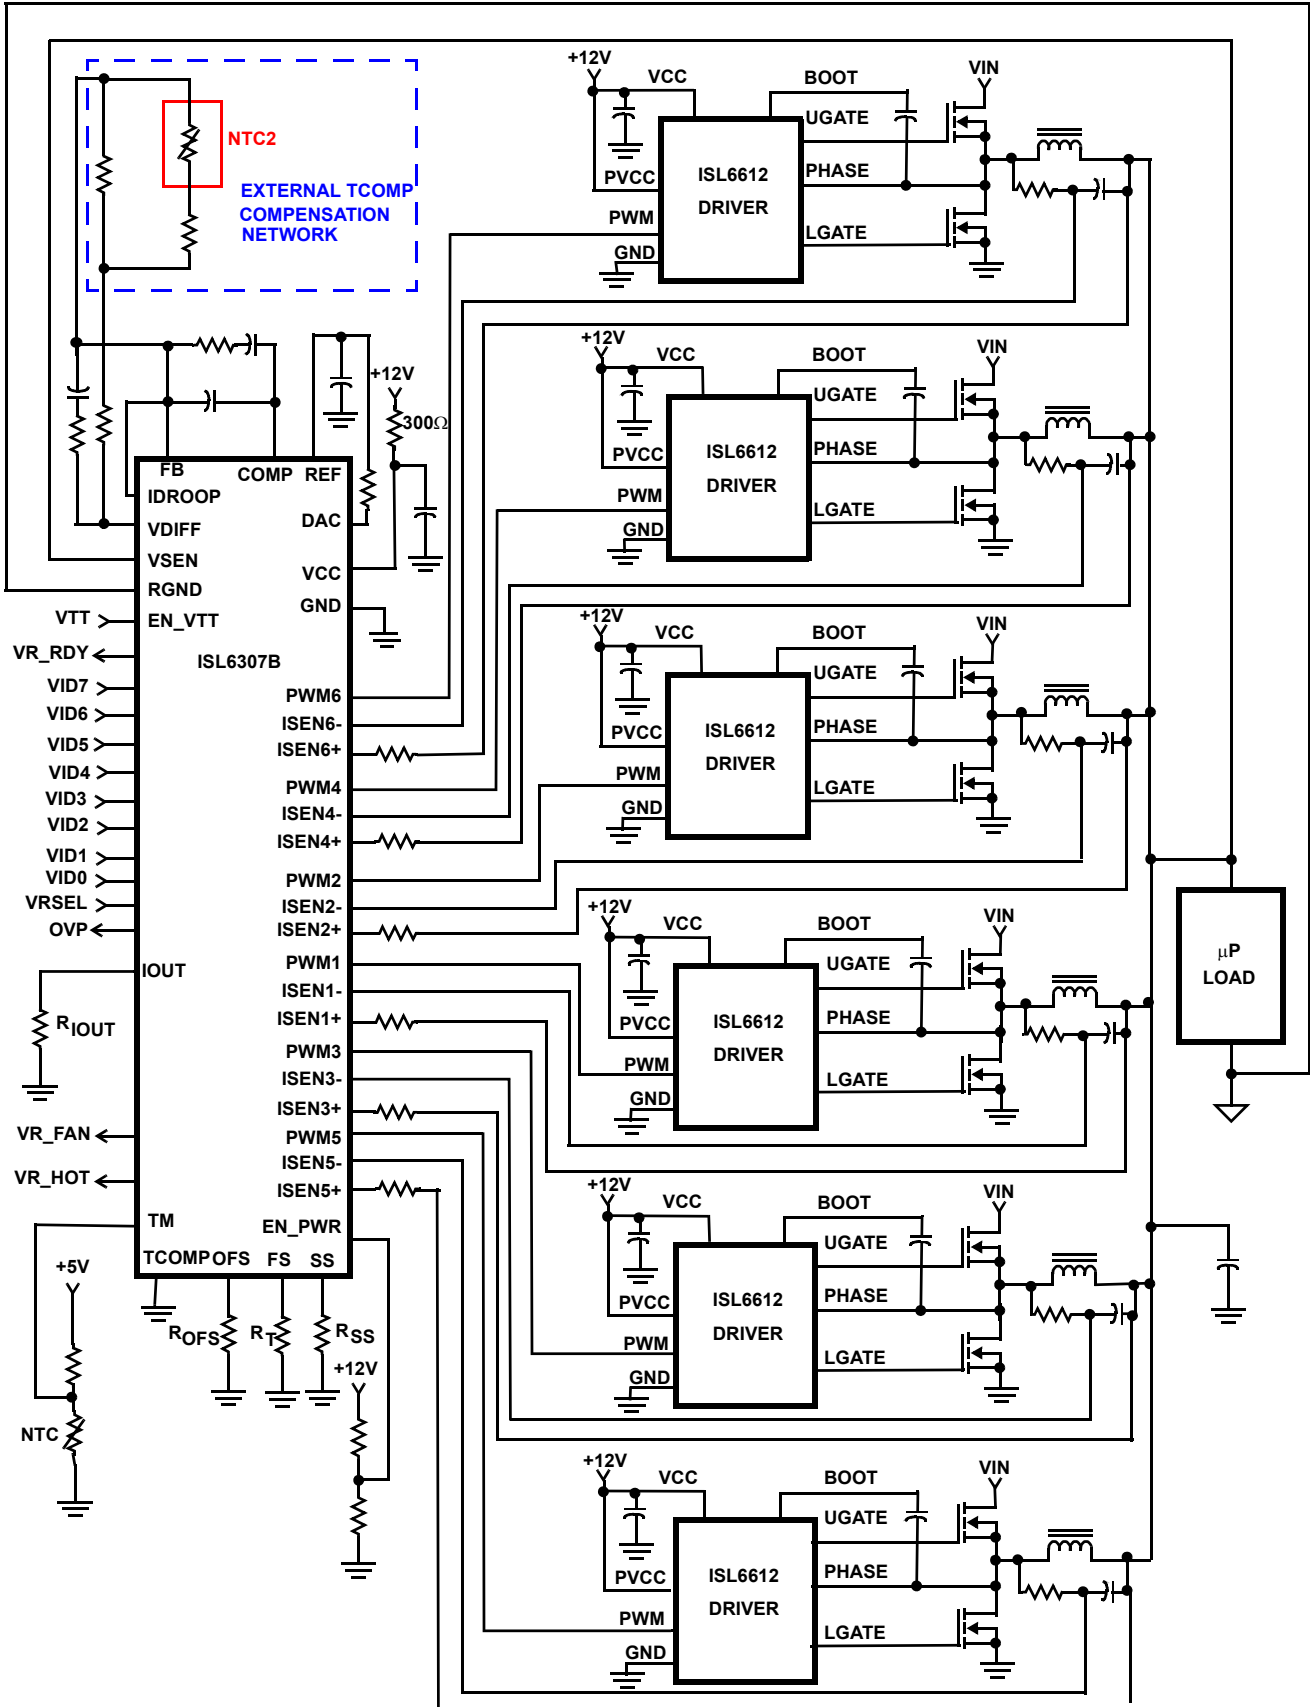 NTC2
EXTERNAL TCOMP
COMPENSATION
NETWORK
+12V
300Ω
FB
COMP
REF
IDROOP
VDIFF
DAC
VSEN
VCC
RGND
GND
VTT
EN_VTT
VR_RDY
ISL6307B
VID7
VID6
VID5
VID4
VID3
VID2
VID1
VID0
VRSEL
OVP
PWM6
ISEN6-
ISEN6+
PWM4
ISEN4-
ISEN4+
PWM2
ISEN2-
ISEN2+
PWM1
ISEN1-
ISEN1+
PWM3
ISEN3-
ISEN3+
PWM5
ISEN5-
ISEN5+
EN_PWR
IOUT
RIOUT
VR_FAN
VR_HOT
TM
TCOMP
OFS
FS
SS
+5V
NTC
ROFS
RT
RSS
+12V
+12V
VCC
BOOT
VIN
UGATE
PVCC
ISL6612
DRIVER
PHASE
PWM
LGATE
GND
+12V
VCC
BOOT
VIN
UGATE
PVCC
ISL6612
DRIVER
PHASE
PWM
LGATE
GND
+12V
VCC
BOOT
VIN
UGATE
PVCC
ISL6612
DRIVER
PHASE
PWM
LGATE
GND
+12V
VCC
BOOT
VIN
UGATE
PVCC
ISL6612
DRIVER
PHASE
PWM
LGATE
GND
+12V
VCC
BOOT
VIN
UGATE
PVCC
ISL6612
DRIVER
PHASE
PWM
LGATE
GND
+12V
VCC
BOOT
VIN
UGATE
PVCC
ISL6612
DRIVER
PHASE
PWM
LGATE
GND
μP
LOAD